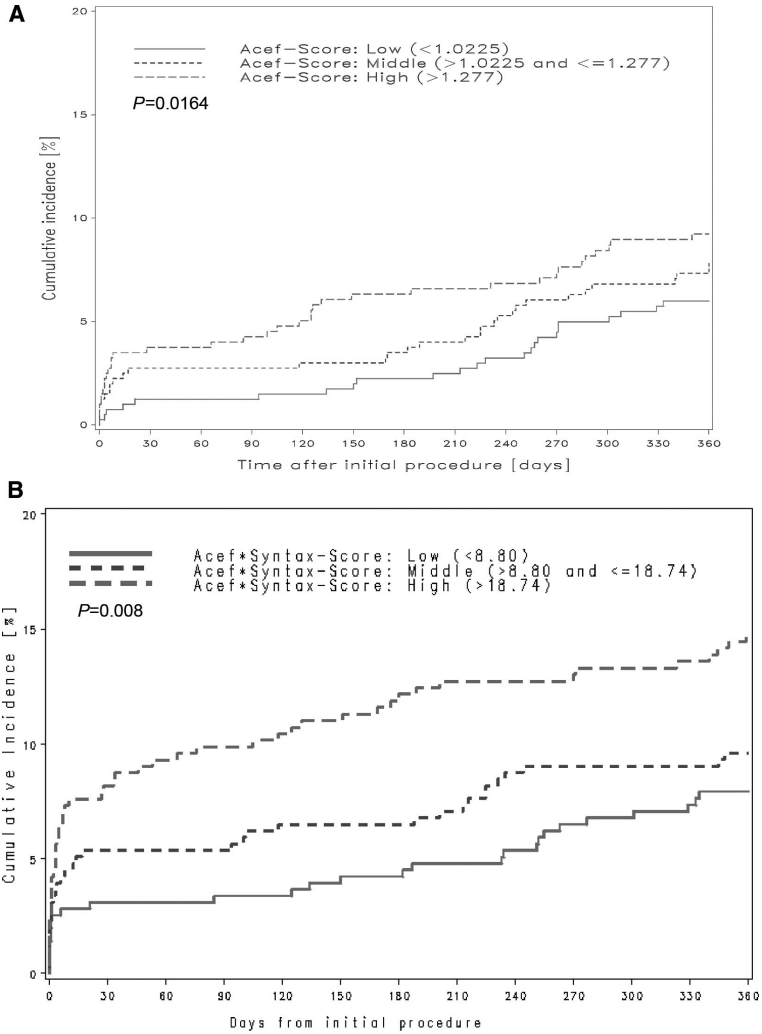 A
20
15
10
5
0
Cumulative incidence [%]
Acef-Score: Low (<1.0225)
Acef-Score: Middle (>1.0225 and <=1.277)
Acef-Score: High (>1.277)
P=0.0164
0 30 60 90 120 150 180 210 240 270 300 330 360
Time after initial procedure [days]
B
20
15
10
5
0
Cumulative Incidence [%]
Acef*Syntax-Score: Low (<8.80)
Acef*Syntax-Score: Middle (>8.80 and <=18.74)
Acef*Syntax-Score: High (>18.74)
P=0.008
0 30 60 90 120 150 180 210 240 270 300 330 360
Days from initial procedure